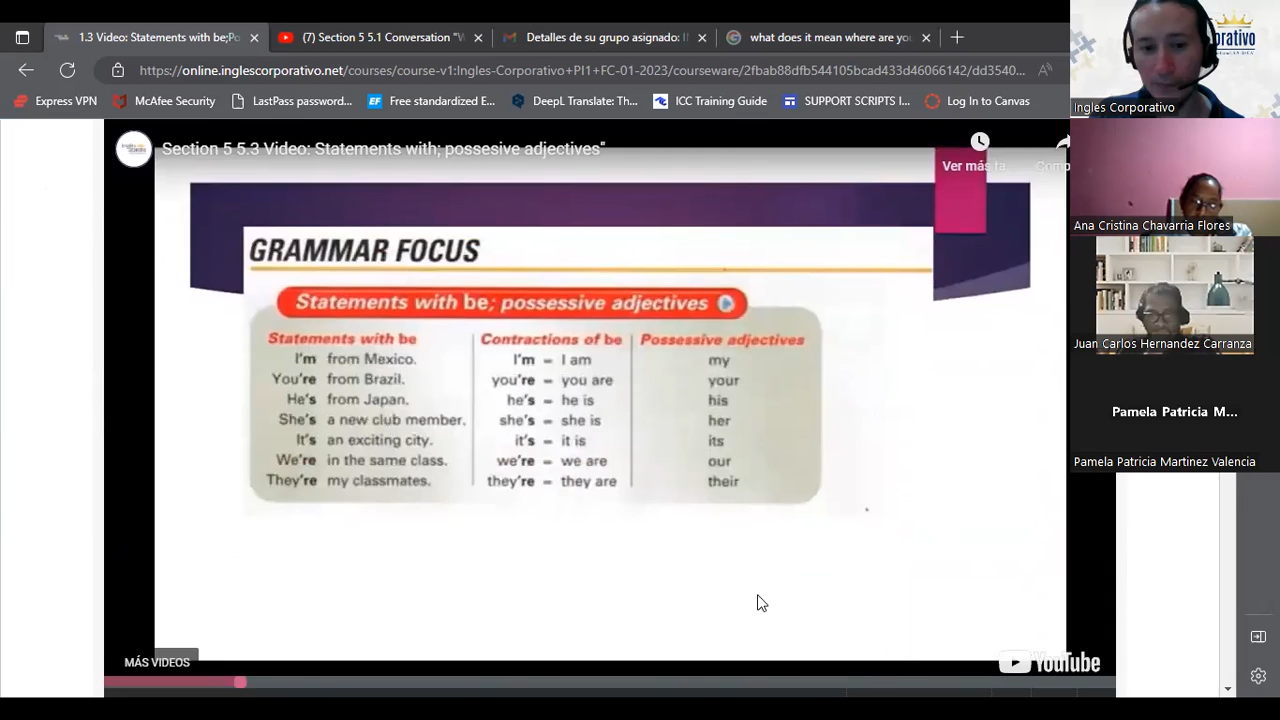 1.3 Video: Statements with be;Po
(7) Section 5 5.1 Conversation "V
Detalles de su grupo asignado: I
what does it mean where are you
https://online.inglescorporativo.net/courses/course-v1:Ingles-Corporativo+PI1+FC-01-2023/courseware/2fbab88dfb544105bcad433d46066142/dd3540...
Express VPN
McAfee Security
LastPass password...
Free standardized E...
DeepL Translate: Th...
ICC Training Guide
SUPPORT SCRIPTS I...
Log In to Canvas
Section 5 5.3 Video: Statements with; possesive adjectives"
Ver más ta
GRAMMAR FOCUS
Statements with be; possessive adjectives
Statements with be Contractions of be Possessive adjectives
I'm from Mexico. I'm = I am my
You're from Brazil. you're = you are your
He's from Japan. he's = he is his
She's a new club member. she's = she is her
It's an exciting city. it's = it is its
We're in the same class. we're = we are our
They're my classmates. they're = they are their
MÁS VIDEOS
YouTube
Ingles Corporativo
Ana Cristina Chavarria Flores
Juan Carlos Hernandez Carranza
Pamela Patricia M...
Pamela Patricia Martinez Valencia